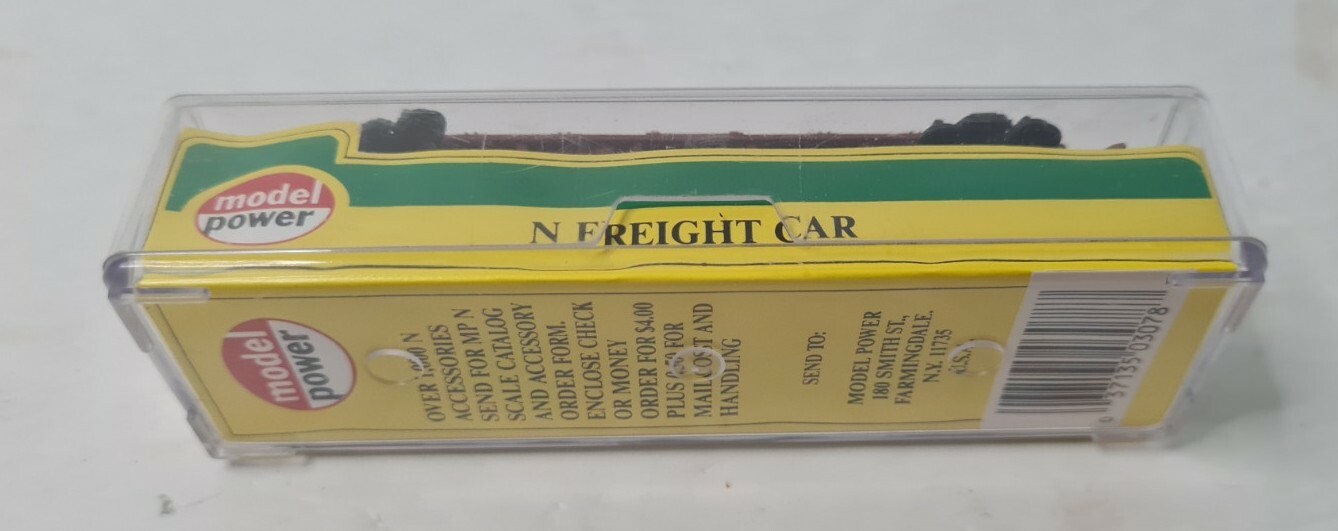 model
power
N FREIGHT CAR
model
power
OVER N
ACCESSORIES
SEND FOR MP N
SCALE CATALOG
AND ACCESSORY
ORDER FORM.
ENCLOSE CHECK
OR MONEY
ORDER FOR $4.00
PLUS FOR
MAIL COST AND
HANDLING
SEND TO:
MODEL POWER
180 SMITH ST.,
FARMINGDALE,
N.Y. 11735
0 37135 03078